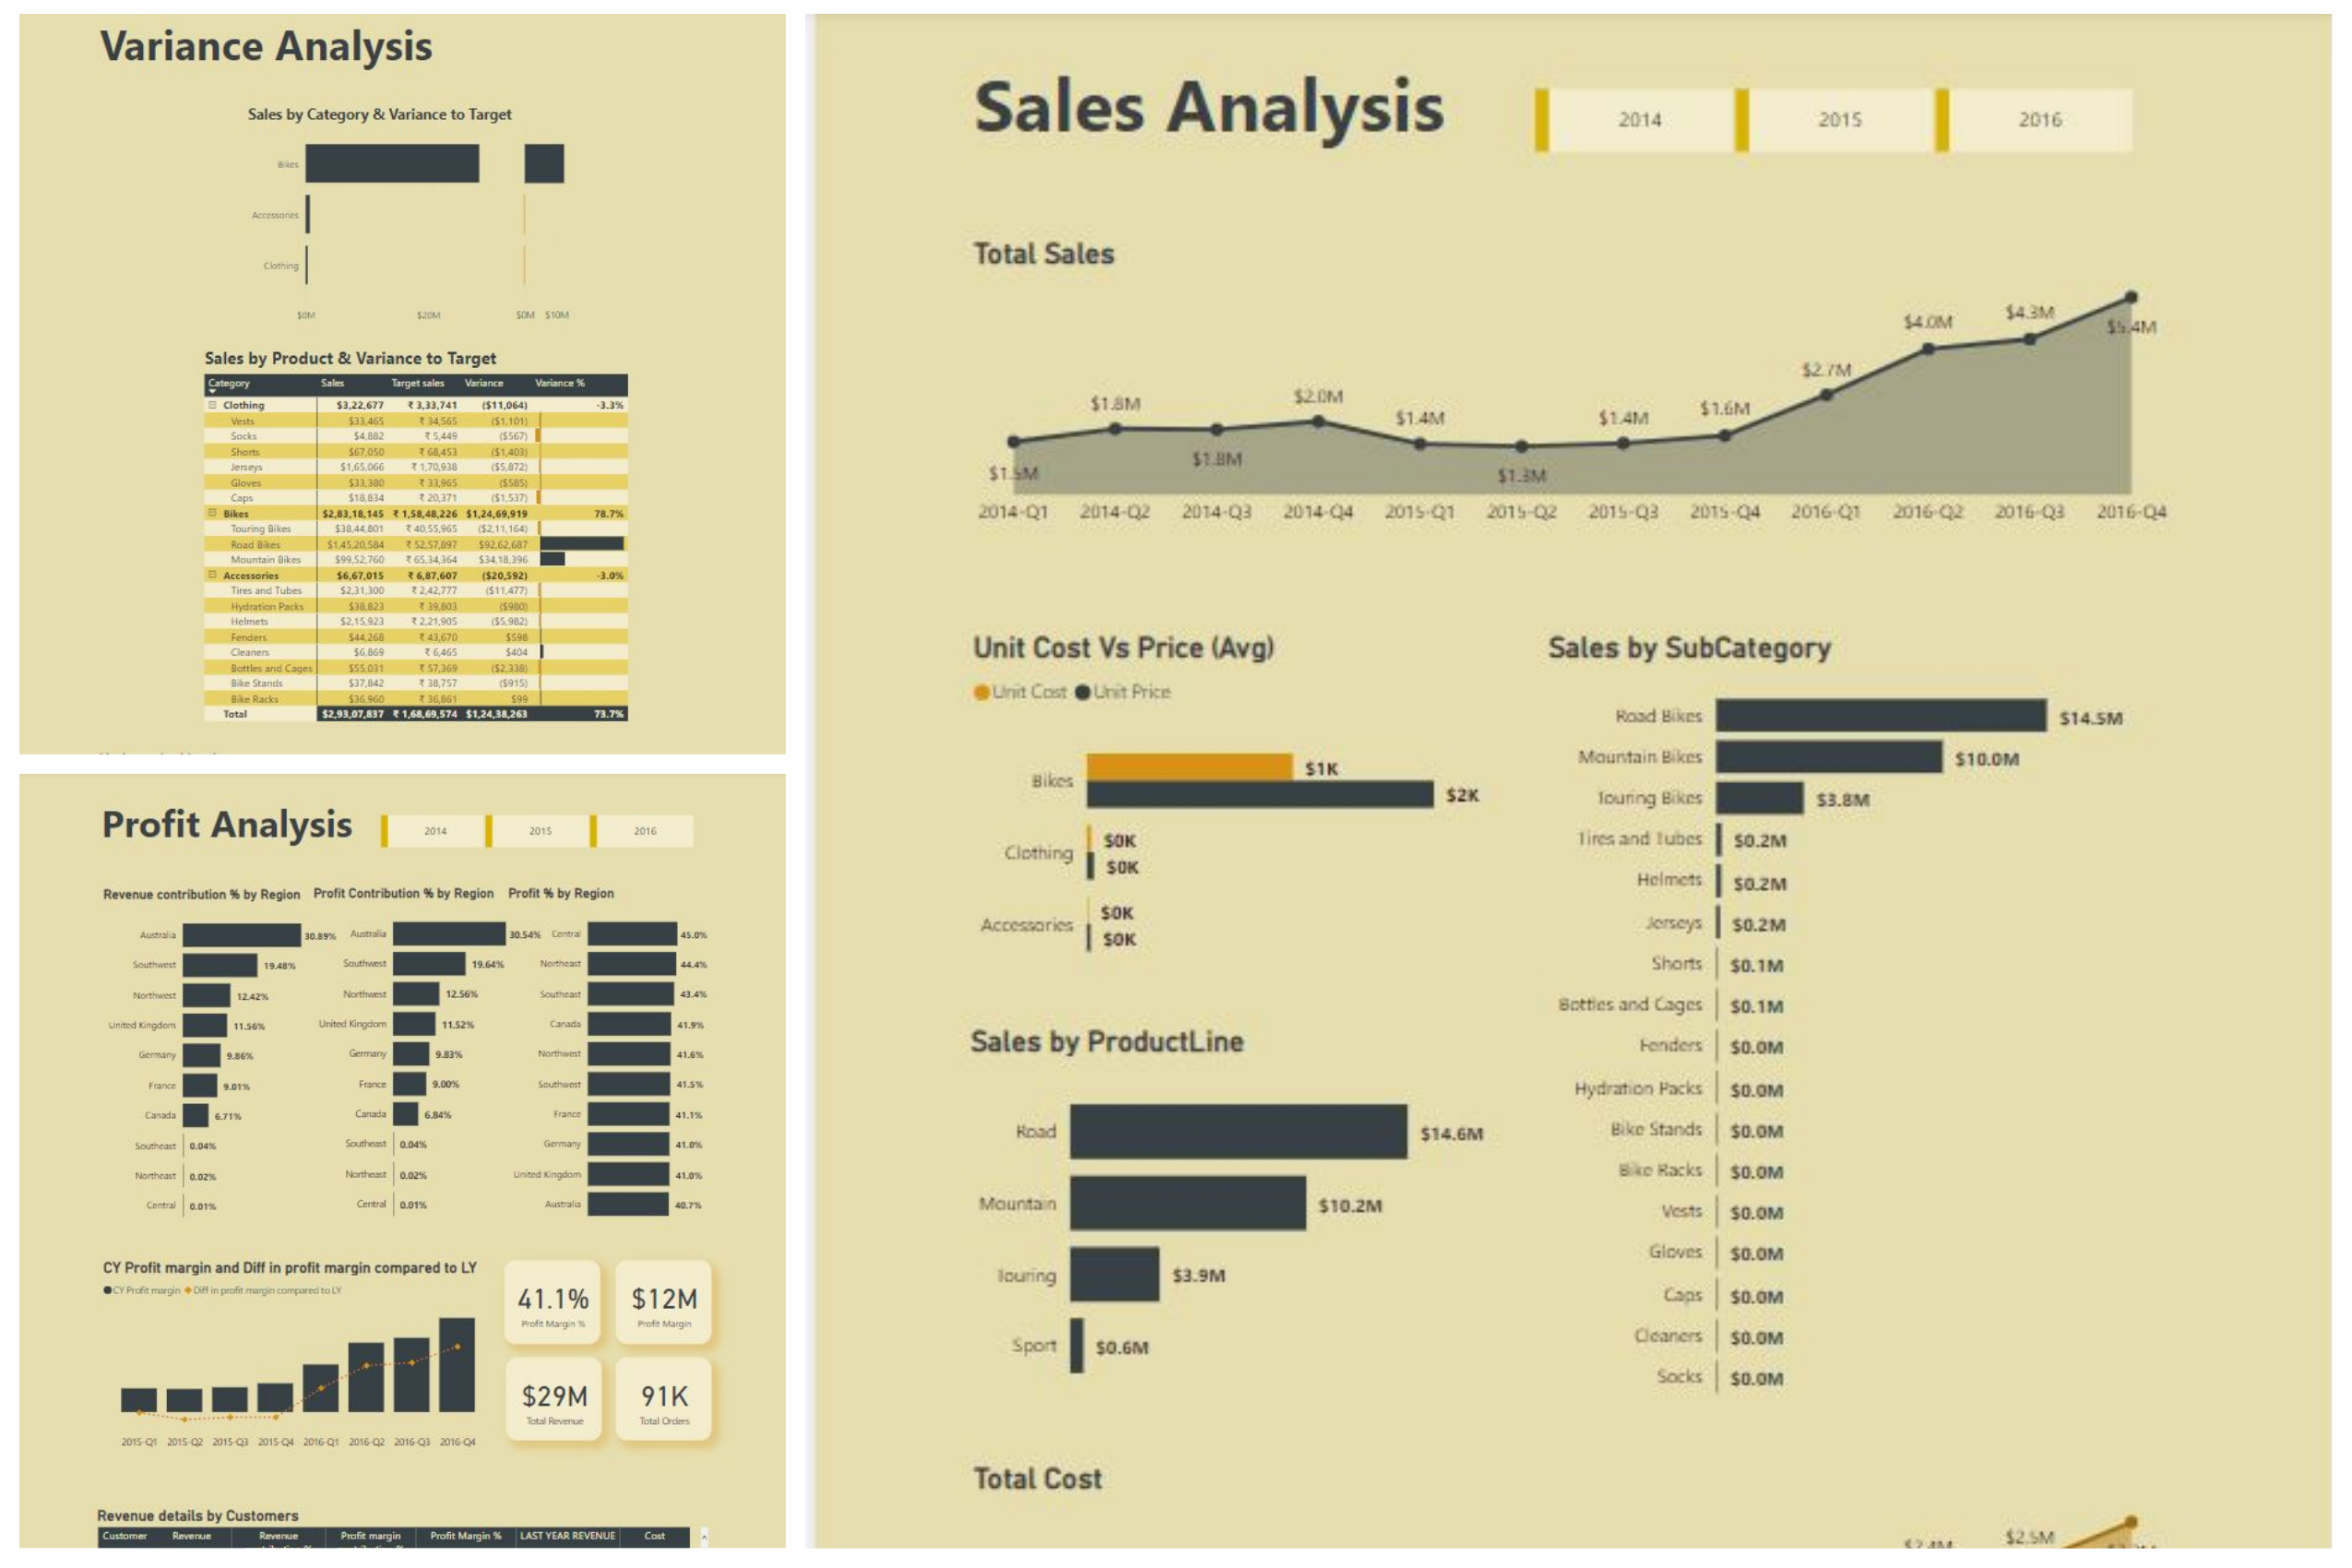 Variance Analysis
Sales by Category & Variance to Target
Bikes
Accessories
Clothing
$0M $20M $0M $10M
Sales by Product & Variance to Target
Category Sales Target sales Variance Variance %
Clothing $3,22,677 ₹ 3,33,741 ($11,064) -3.3%
Vests $33,465 ₹ 34,565 ($1,101)
Socks $4,882 ₹ 5,449 ($567)
Shorts $67,050 ₹ 68,453 ($1,403)
Jerseys $1,65,066 ₹ 1,70,938 ($5,872)
Gloves $33,380 ₹ 33,965 ($585)
Caps $18,834 ₹ 20,371 ($1,537)
Bikes $2,83,18,145 ₹ 1,58,48,226 $1,24,69,919 78.7%
Touring Bikes $38,44,801 ₹ 40,55,965 ($2,11,164)
Road Bikes $1,45,20,584 ₹ 52,57,897 $92,62,687
Mountain Bikes $99,52,760 ₹ 65,34,364 $34,18,396
Accessories $6,67,015 ₹ 6,87,607 ($20,592) -3.0%
Tires and Tubes $2,31,300 ₹ 2,42,777 ($11,477)
Hydration Packs $38,823 ₹ 39,803 ($980)
Helmets $2,15,923 ₹ 2,21,905 ($5,982)
Fenders $44,268 ₹ 43,670 $598
Cleaners $6,869 ₹ 6,465 $404
Bottles and Cages $55,031 ₹ 57,369 ($2,338)
Bike Stands $37,842 ₹ 38,757 ($915)
Bike Racks $36,960 ₹ 36,861 $99
Total $2,93,07,837 ₹ 1,68,69,574 $1,24,38,263 73.7%
Profit Analysis
2014 2015 2016
Revenue contribution % by Region Profit Contribution % by Region Profit % by Region
Australia 30.89% Australia 30.54% Central 45.0%
Southwest 19.48% Southwest 19.64% Northeast 44.4%
Northwest 12.42% Northwest 12.56% Southeast 43.4%
United Kingdom 11.56% United Kingdom 11.52% Canada 41.9%
Germany 9.86% Germany 9.83% Northwest 41.6%
France 9.01% France 9.00% Southwest 41.5%
Canada 6.71% Canada 6.84% France 41.1%
Southeast 0.04% Southeast 0.04% Germany 41.0%
Northeast 0.02% Northeast 0.02% United Kingdom 41.0%
Central 0.01% Central 0.01% Australia 40.7%
CY Profit margin and Diff in profit margin compared to LY
CY Profit margin Diff in profit margin compared to LY
2015-Q1 2015-Q2 2015-Q3 2015-Q4 2016-Q1 2016-Q2 2016-Q3 2016-Q4
41.1% $12M
Profit Margin % Profit Margin
$29M 91K
Total Revenue Total Orders
Revenue details by Customers
Customer Revenue Revenue Profit margin Profit Margin % LAST YEAR REVENUE Cost
Sales Analysis
2014 2015 2016
Total Sales
$1.5M $1.8M $1.8M $2.0M $1.4M $1.3M $1.4M $1.6M $2.7M $4.0M $4.3M $5.4M
2014-Q1 2014-Q2 2014-Q3 2014-Q4 2015-Q1 2015-Q2 2015-Q3 2015-Q4 2016-Q1 2016-Q2 2016-Q3 2016-Q4
Unit Cost Vs Price (Avg)
Unit Cost Unit Price
Bikes $1K
$2K
Clothing $0K
$0K
Accessories $0K
$0K
Sales by ProductLine
Road $14.6M
Mountain $10.2M
Touring $3.9M
Sport $0.6M
Sales by SubCategory
Road Bikes $14.5M
Mountain Bikes $10.0M
Touring Bikes $3.8M
Tires and Tubes $0.2M
Helmets $0.2M
Jerseys $0.2M
Shorts $0.1M
Bottles and Cages $0.1M
Fenders $0.0M
Hydration Packs $0.0M
Bike Stands $0.0M
Bike Racks $0.0M
Vests $0.0M
Gloves $0.0M
Caps $0.0M
Cleaners $0.0M
Socks $0.0M
Total Cost
$2.5M